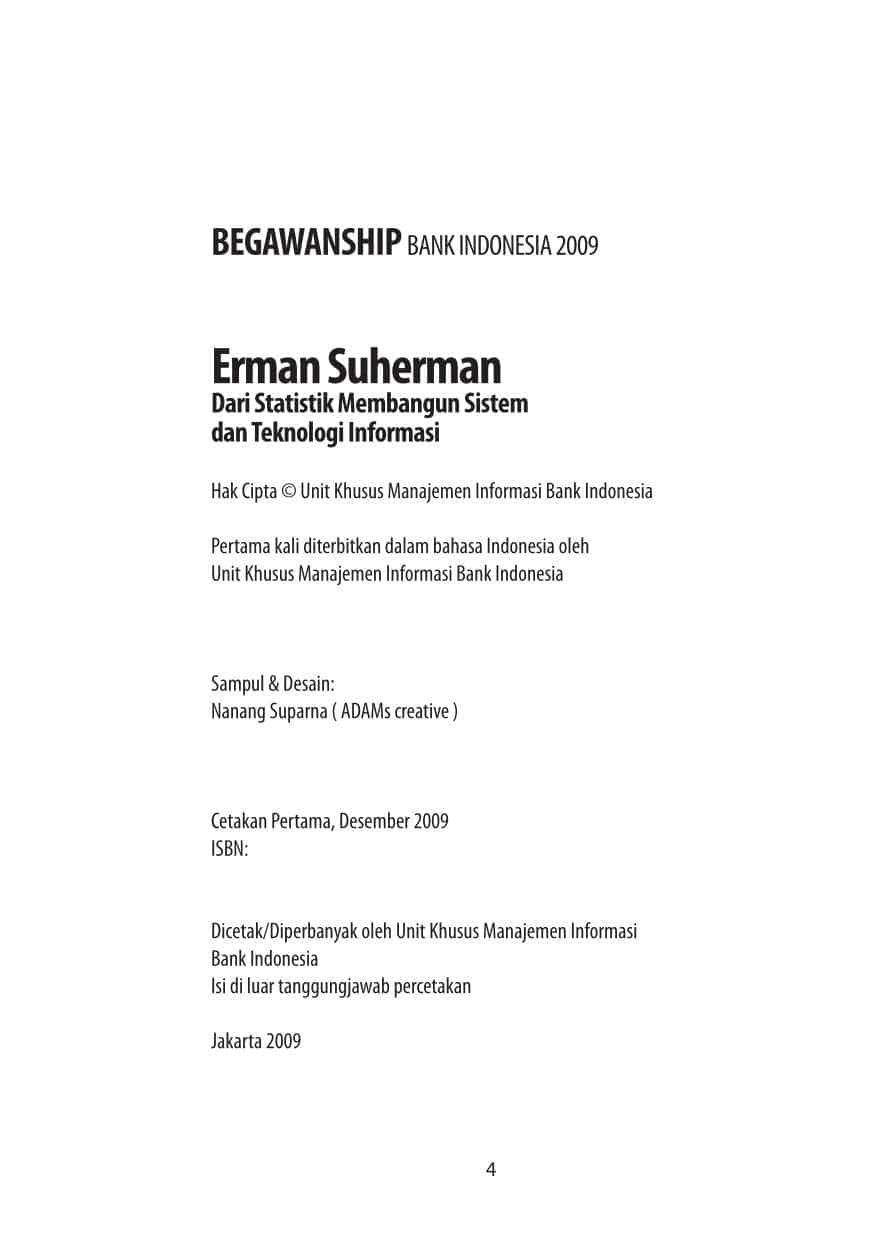 BEGAWANSHIP BANK INDONESIA 2009
Erman Suherman
Dari Statistik Membangun Sistem
dan Teknologi Informasi
Hak Cipta © Unit Khusus Manajemen Informasi Bank Indonesia
Pertama kali diterbitkan dalam bahasa Indonesia oleh
Unit Khusus Manajemen Informasi Bank Indonesia
Sampul & Desain:
Nanang Suparna ( ADAMs creative )
Cetakan Pertama, Desember 2009
ISBN:
Dicetak/Diperbanyak oleh Unit Khusus Manajemen Informasi
Bank Indonesia
Isi di luar tanggungjawab percetakan
Jakarta 2009
4